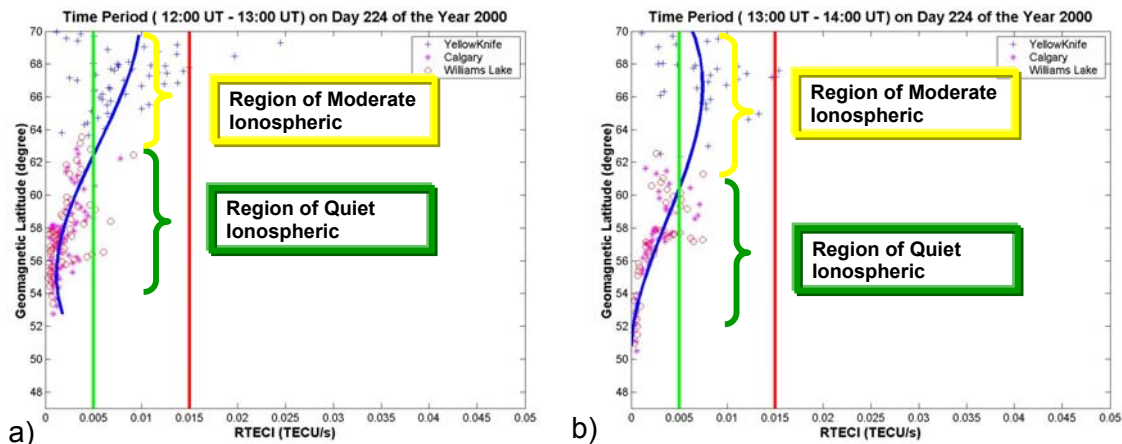 Time Period ( 12:00 UT - 13:00 UT) on Day 224 of the Year 2000
70
68
66
64
62
60
58
56
54
52
50
48
Geomagnetic Latitude (degree)
YellowKnife
Calgary
Williams Lake
Region of Moderate
Ionospheric
Region of Quiet
Ionospheric
0
0.005
0.01
0.015
0.02
0.025
0.03
0.035
0.04
0.045
0.05
RTECI (TECU/s)
a)
Time Period ( 13:00 UT - 14:00 UT) on Day 224 of the Year 2000
70
68
66
64
62
60
58
56
54
52
50
48
Geomagnetic Latitude (degree)
YellowKnife
Calgary
Williams Lake
Region of Moderate
Ionospheric
Region of Quiet
Ionospheric
0
0.005
0.01
0.015
0.02
0.025
0.03
0.035
0.04
0.045
0.05
RTECI (TECU/s)
b)